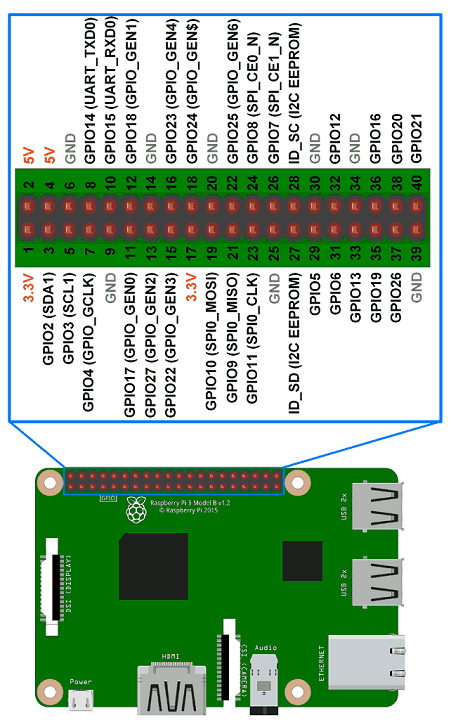 5V
5V
GND
GPIO14 (UART_TXD0)
GPIO15 (UART_RXD0)
GPIO18 (GPIO_GEN1)
GND
GPIO23 (GPIO_GEN4)
GPIO24 (GPIO_GEN$)
GND
GPIO25 (GPIO_GEN6)
GPIO8 (SPI_CE0_N)
GPIO7 (SPI_CE1_N)
ID_SC (I2C EEPROM)
GND
GPIO12
GND
GPIO16
GPIO20
GPIO21
2 4 6 8 10 12 14 16 18 20 22 24 26 28 30 32 34 36 38 40
1 3 5 7 9 11 13 15 17 19 21 23 25 27 29 31 33 35 37 39
3.3V
GPIO2 (SDA1)
GPIO3 (SCL1)
GPIO4 (GPIO_GCLK)
GND
GPIO17 (GPIO_GEN0)
GPIO27 (GPIO_GEN2)
GPIO22 (GPIO_GEN3)
3.3V
GPIO10 (SPI0_MOSI)
GPIO9 (SPI0_MISO)
GPIO11 (SPI0_CLK)
GND
ID_SD (I2C EEPROM)
GPIO5
GPIO6
GPIO13
GPIO19
GPIO26
GND
GPIO
Raspberry Pi 3 Model B v1.2
© Raspberry Pi 2015
USB 2x
DSI (DISPLAY)
USB 2x
HDMI
CSI (CAMERA)
Audio
ETHERNET
Power